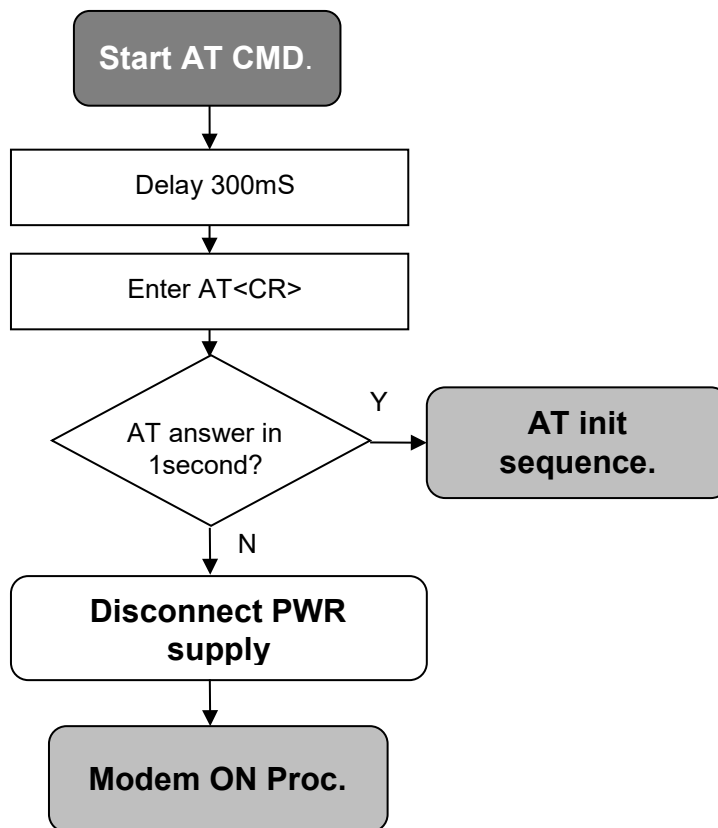 Start AT CMD.
Delay 300mS
Enter AT<CR>
AT answer in
1second?
Y
AT init
sequence.
N
Disconnect PWR
supply
Modem ON Proc.